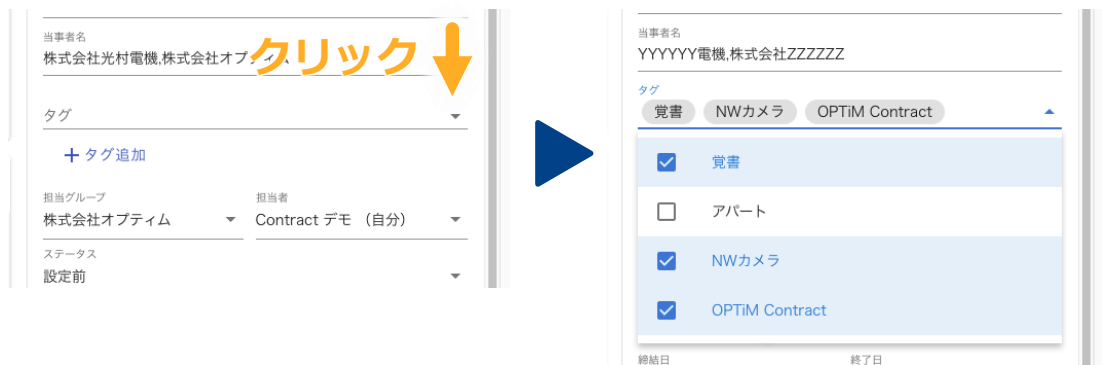 当事者名
株式会社光村電機,株式会社オプティム
クリック
タグ
+ タグ追加
担当グループ
株式会社オプティム
担当者
Contract デモ （自分）
ステータス
設定前
当事者名
YYYYYY電機,株式会社ZZZZZZ
タグ
覚書 NWカメラ OPTiM Contract
覚書
アパート
NWカメラ
OPTiM Contract
締結日 終了日